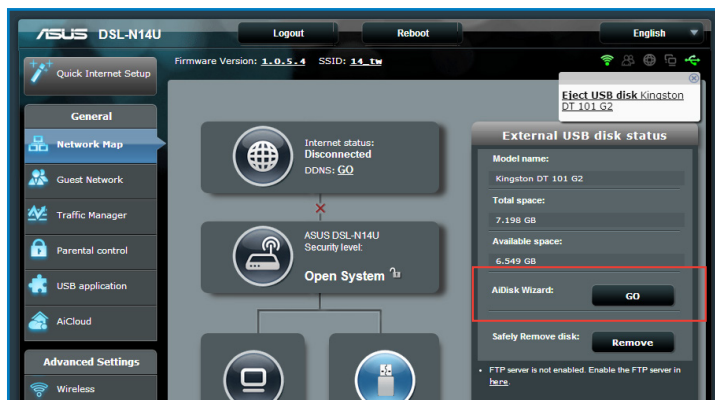 ASUS DSL-N14U
Logout
Reboot
English
Quick Internet Setup
Firmware Version: 1.0.5.4 SSID: 14_tw
Eject USB disk Kingston
DT 101 G2
General
Network Map
Guest Network
Traffic Manager
Parental control
USB application
AiCloud
Advanced Settings
Wireless
Internet status:
Disconnected
DDNS: GO
ASUS DSL-N14U
Security level:
Open System
External USB disk status
Model name:
Kingston DT 101 G2
Total space:
7.198 GB
Available space:
6.549 GB
AiDisk Wizard:
GO
Safely Remove disk:
Remove
• FTP server is not enabled. Enable the FTP server in
here.